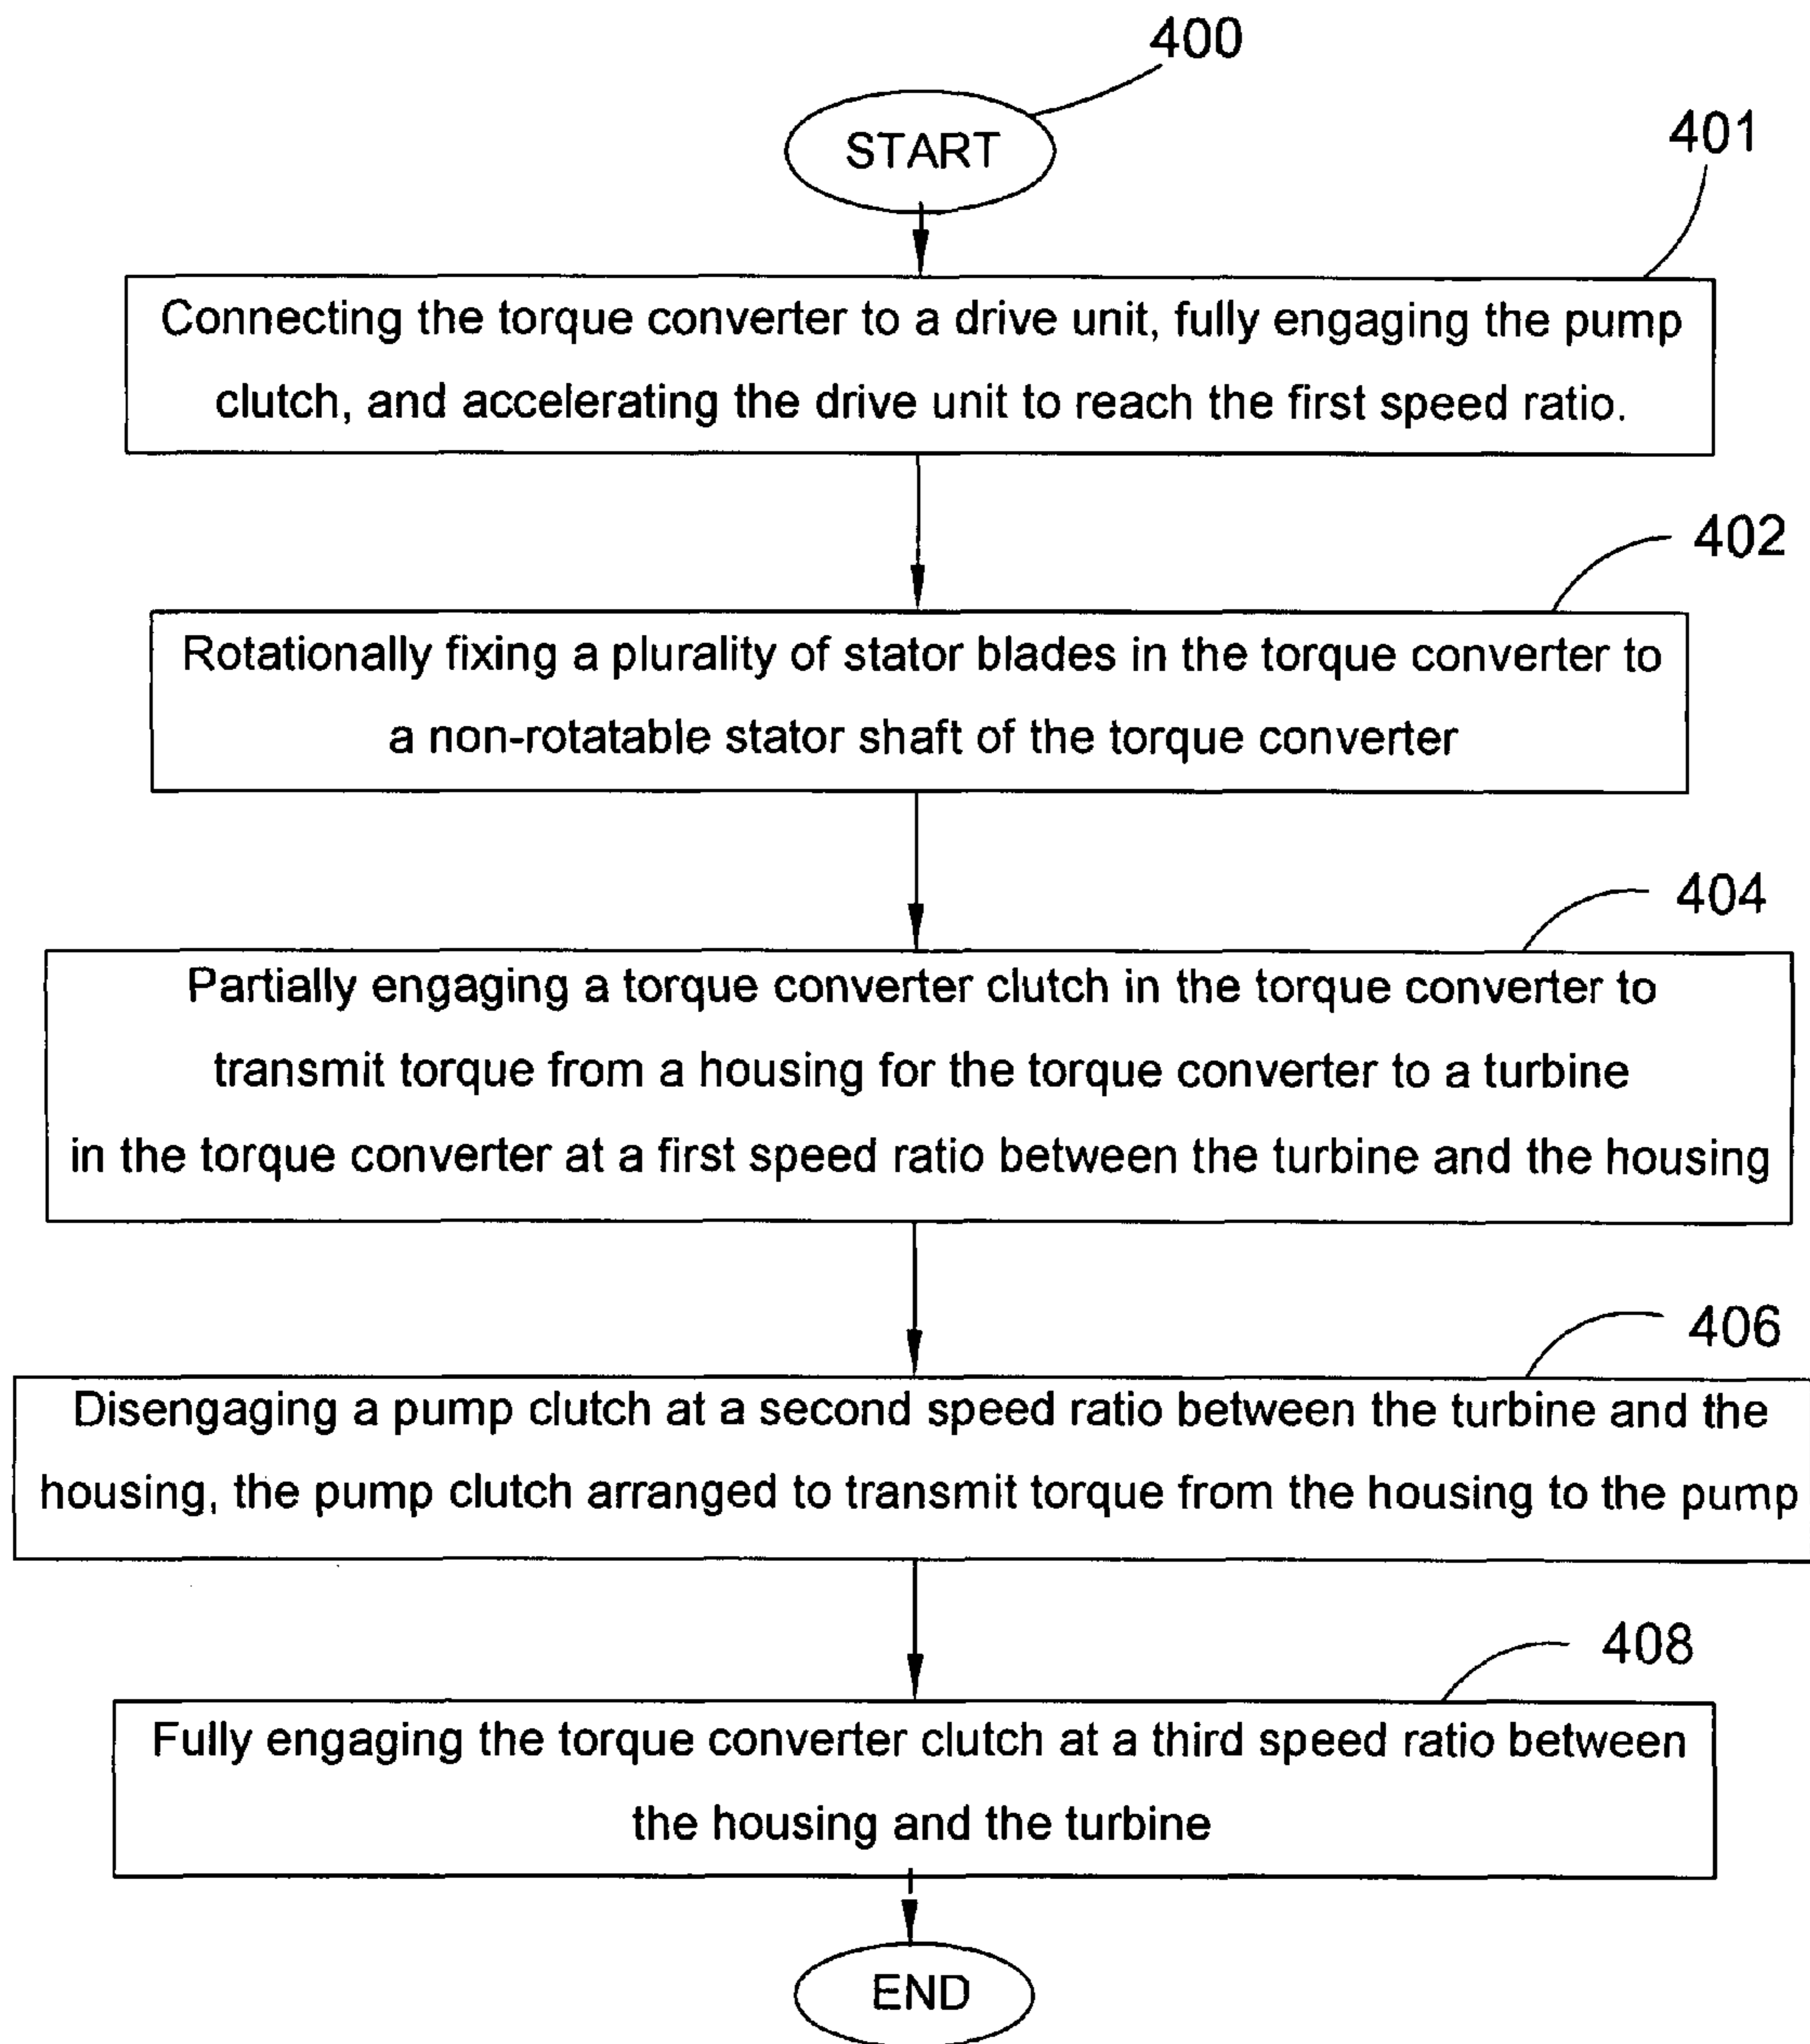 400
START
401
Connecting the torque converter to a drive unit, fully engaging the pump
clutch, and accelerating the drive unit to reach the first speed ratio.
402
Rotationally fixing a plurality of stator blades in the torque converter to
a non-rotatable stator shaft of the torque converter
404
Partially engaging a torque converter clutch in the torque converter to
transmit torque from a housing for the torque converter to a turbine
in the torque converter at a first speed ratio between the turbine and the housing
406
Disengaging a pump clutch at a second speed ratio between the turbine and the
housing, the pump clutch arranged to transmit torque from the housing to the pump
408
Fully engaging the torque converter clutch at a third speed ratio between
the housing and the turbine
END